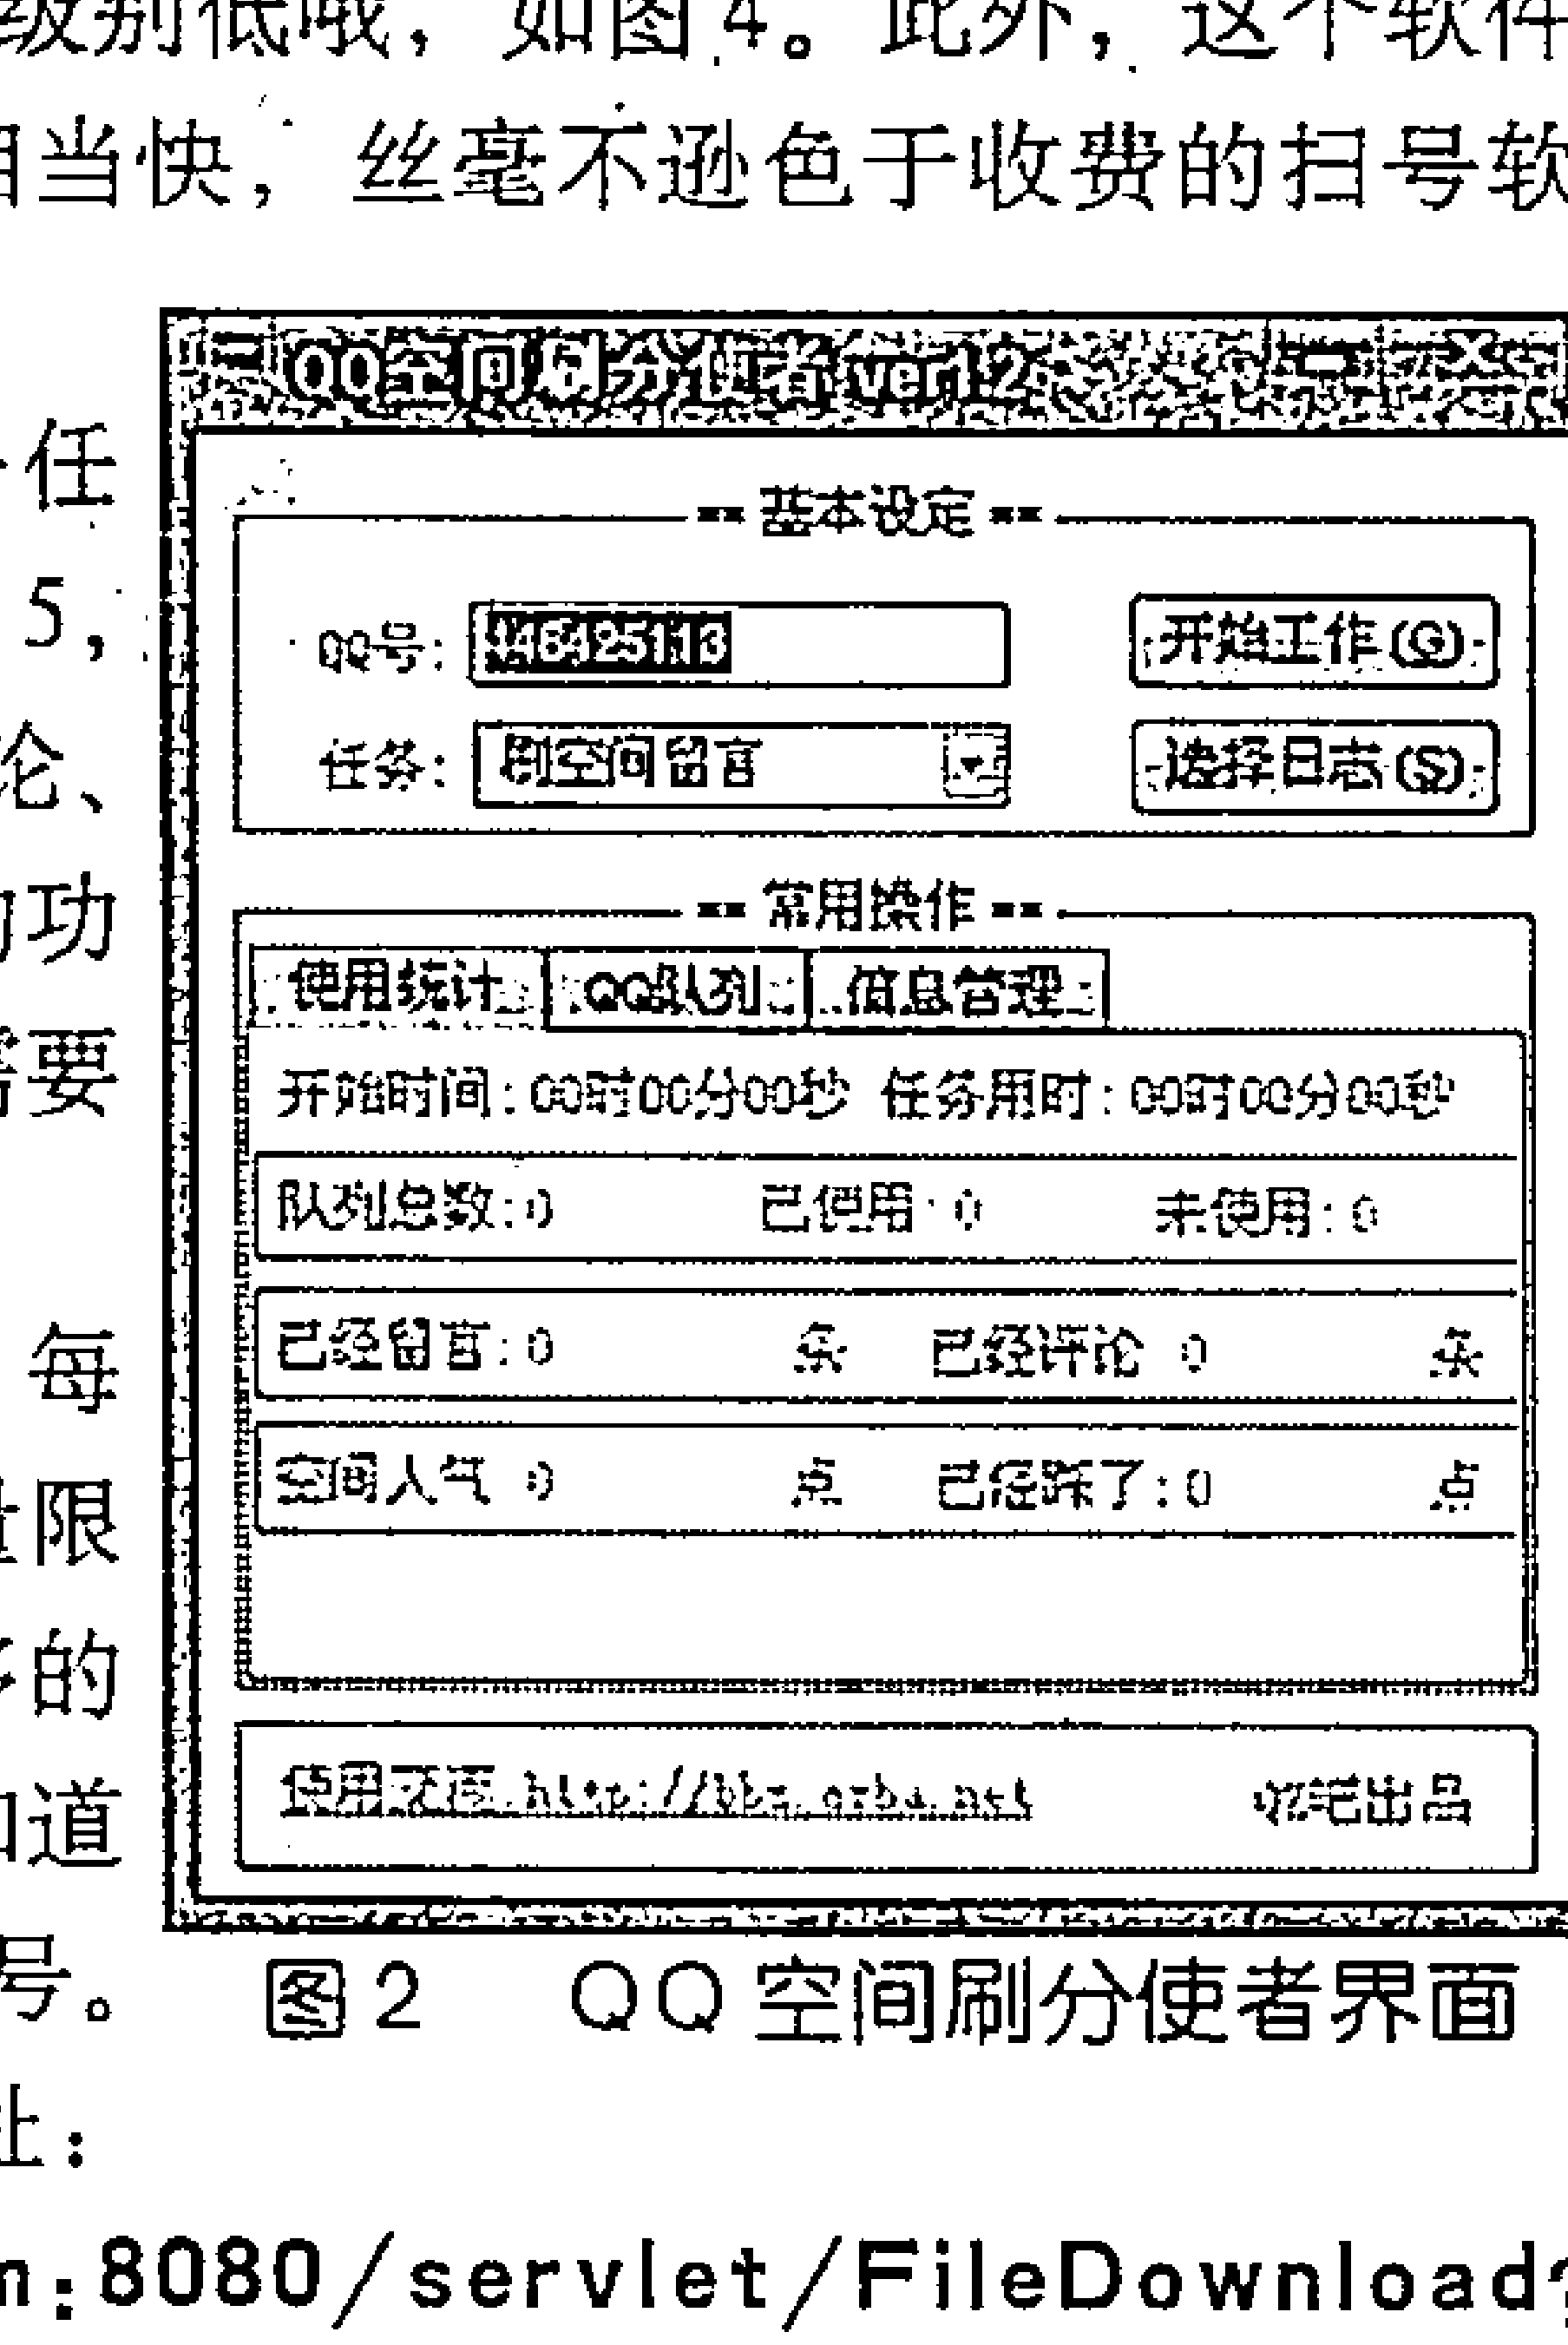 级别低哦，如图4。此外，这个软件
相当快，丝毫不逊色于收费的扫号软
任
5，
论、
功
需要
每
量限
的
知道
号。
址：
QQ空间刷分使者 ver1.2
== 基本设定 ==
QQ号：
开始工作(G)
任务：刷空间留言
选择日志(S)
== 常用操作 ==
使用统计 QQ队列 信息管理
开始时间:00时00分00秒 任务用时:00时00分00秒
队列总数:0 已使用:0 未使用:0
已经留言:0 条 已经评论:0 条
空间人气:0 点 已经踩了:0 点
出品
图2 QQ空间刷分使者界面
:8080/servlet/FileDownload?